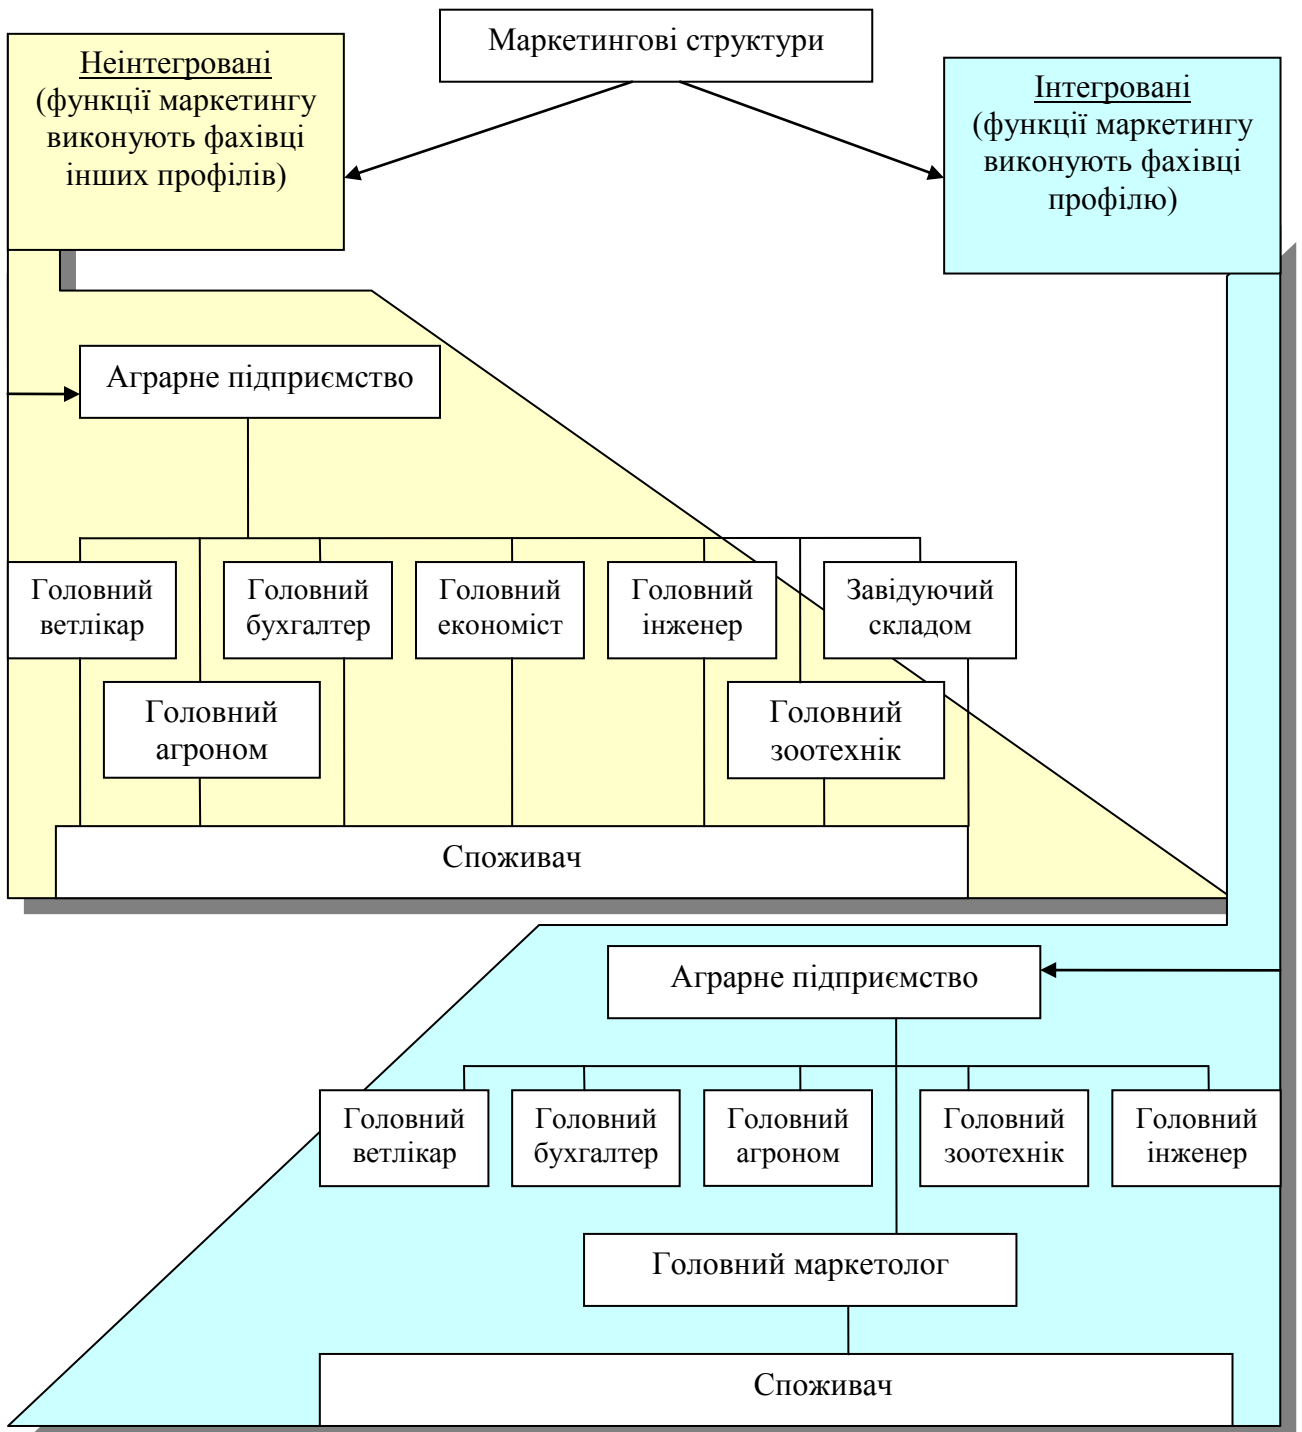 Маркетингові структури
Неінтегровані
(функції маркетингу
виконують фахівці
інших профілів)
Інтегровані
(функції маркетингу
виконують фахівці
профілю)
Аграрне підприємство
Головний
ветлікар
Головний
бухгалтер
Головний
економіст
Головний
інженер
Завідуючий
складом
Головний
агроном
Головний
зоотехнік
Споживач
Аграрне підприємство
Головний
ветлікар
Головний
бухгалтер
Головний
агроном
Головний
зоотехнік
Головний
інженер
Головний маркетолог
Споживач